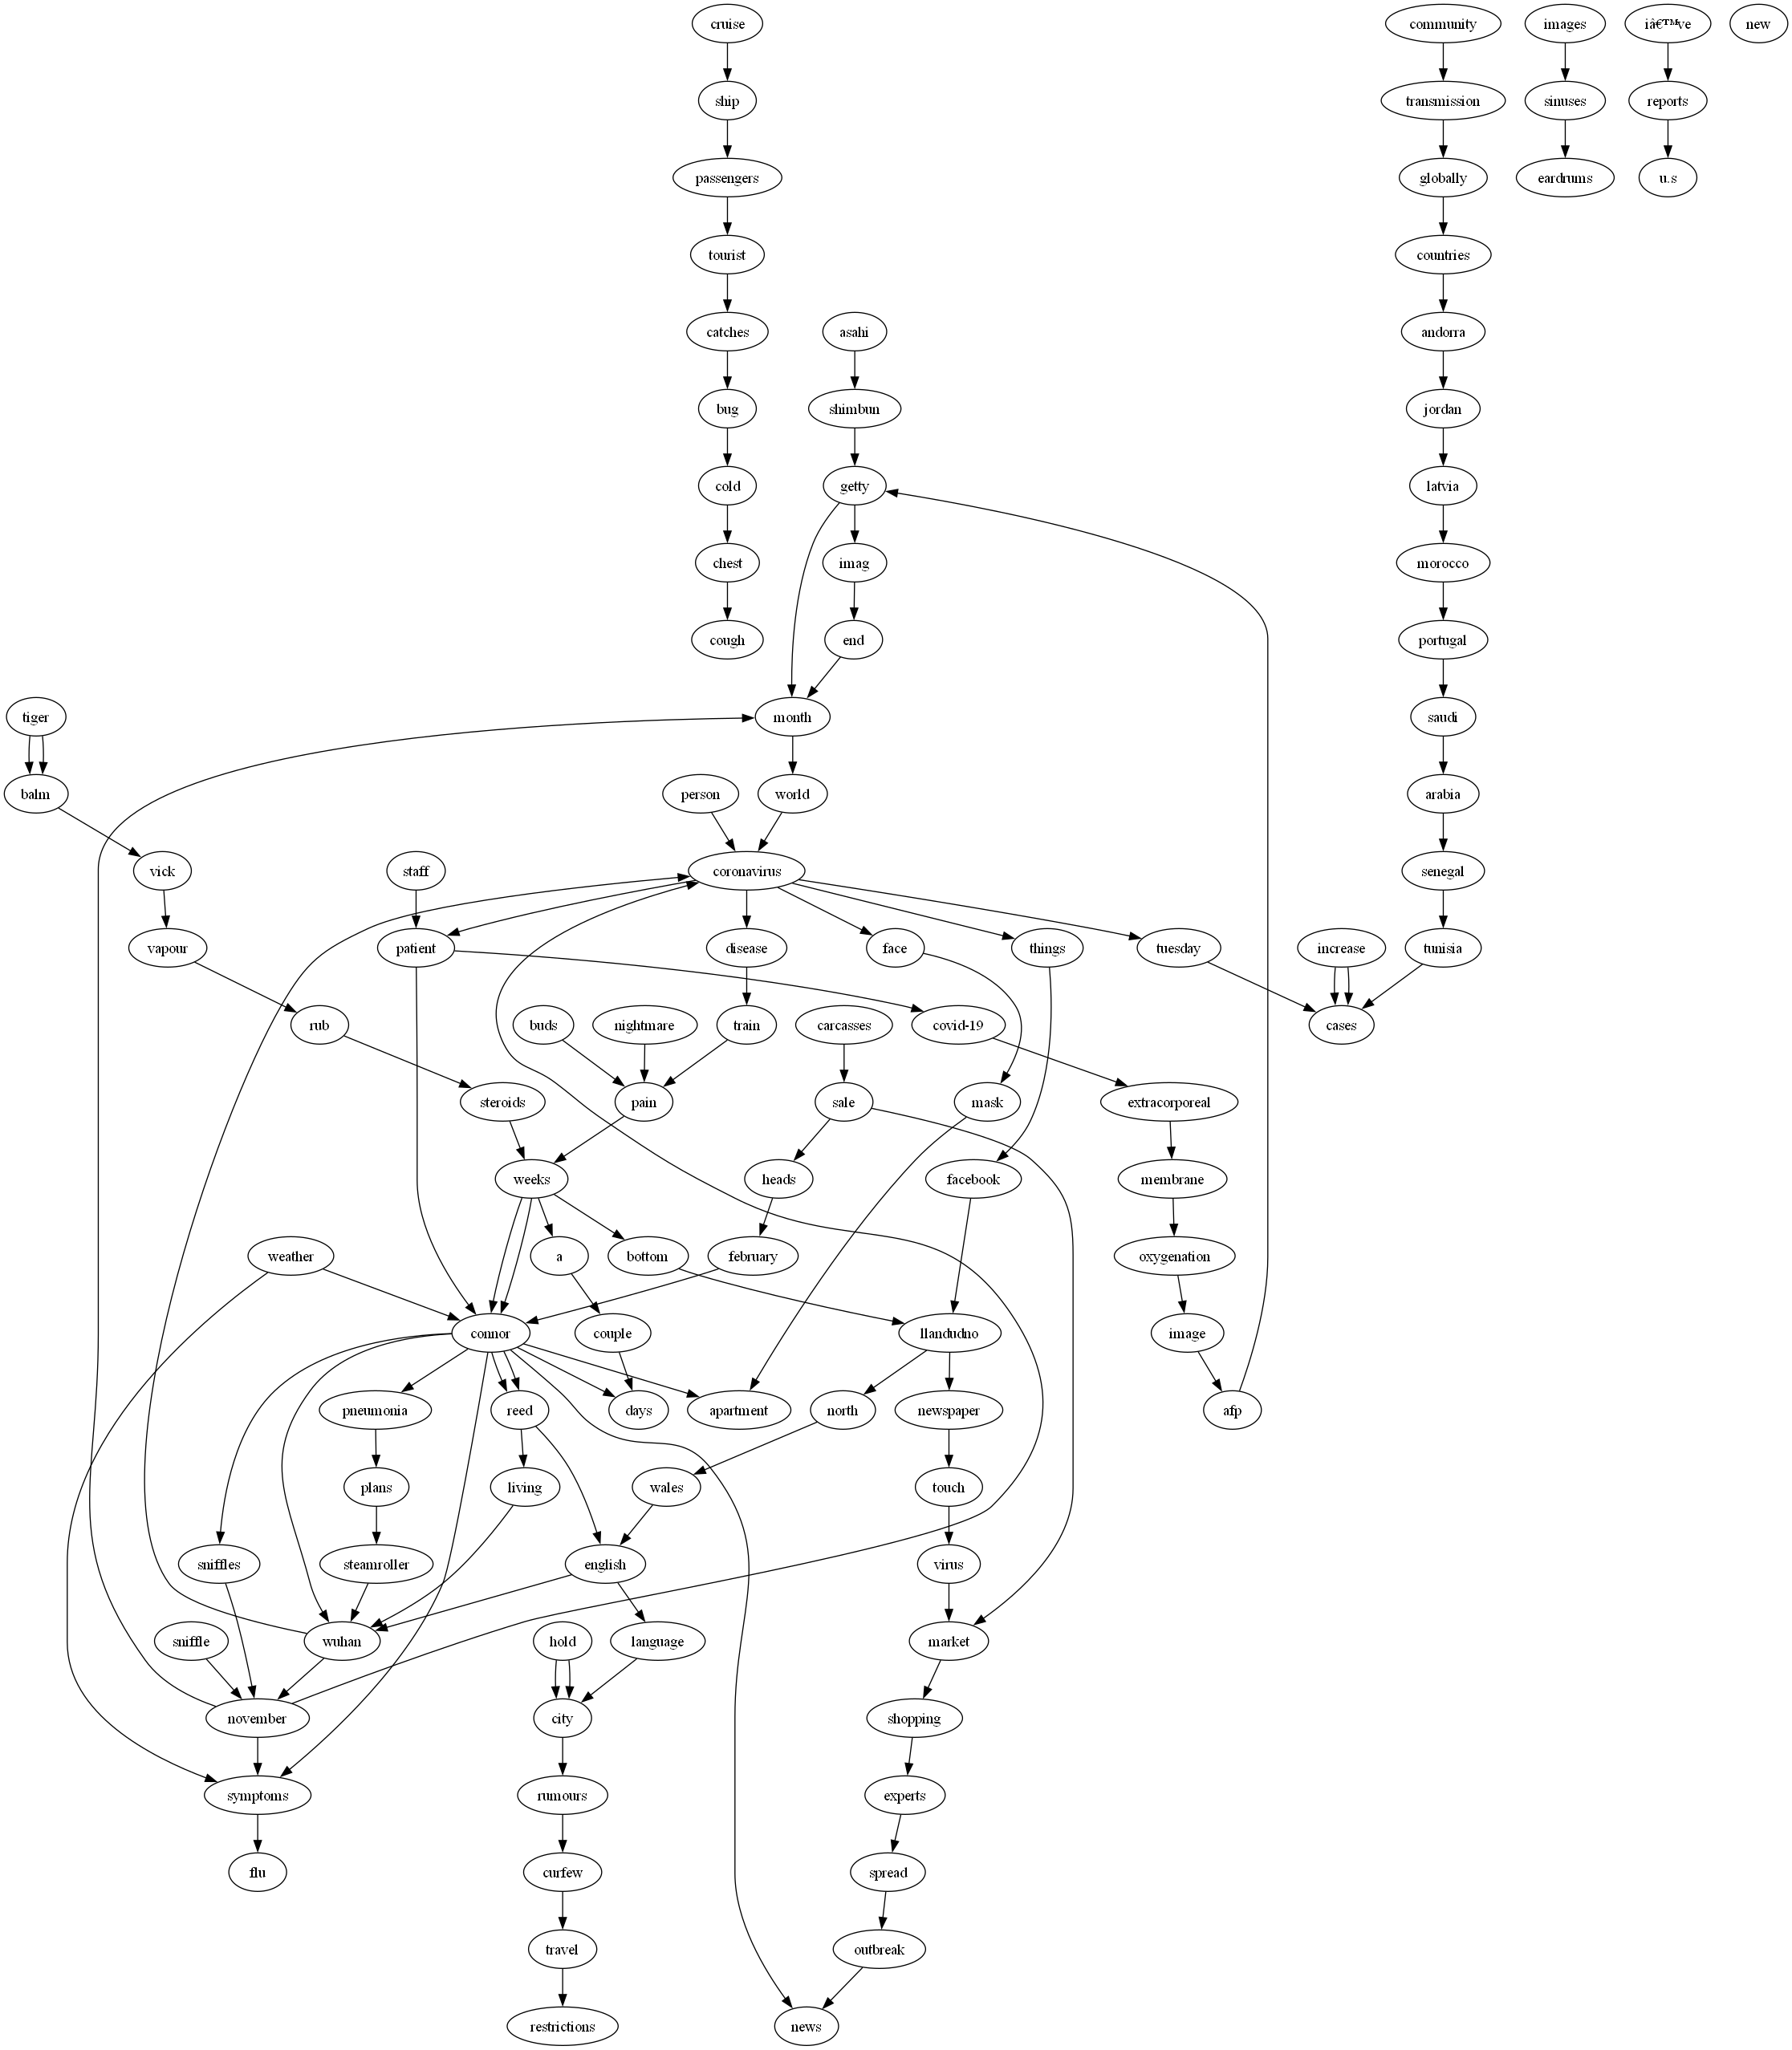 cruise
community
images
iâ€™ve
new
ship
transmission
sinuses
reports
passengers
globally
eardrums
u.s
tourist
countries
catches
asahi
andorra
bug
shimbun
jordan
cold
getty
latvia
chest
imag
morocco
cough
end
portugal
tiger
month
saudi
balm
person
world
arabia
vick
staff
coronavirus
senegal
vapour
patient
disease
face
things
tuesday
increase
tunisia
rub
buds
nightmare
train
carcasses
covid-19
cases
steroids
pain
sale
mask
extracorporeal
weeks
heads
facebook
membrane
weather
a
bottom
february
oxygenation
connor
couple
llandudno
image
pneumonia
reed
days
apartment
north
newspaper
afp
plans
living
wales
touch
sniffles
steamroller
english
virus
sniffle
wuhan
hold
language
market
november
city
shopping
symptoms
rumours
experts
flu
curfew
spread
travel
outbreak
restrictions
news